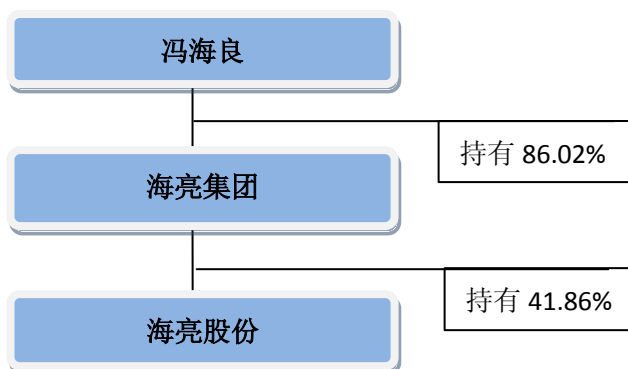 冯海良
持有 86.02%
海亮集团
持有 41.86%
海亮股份